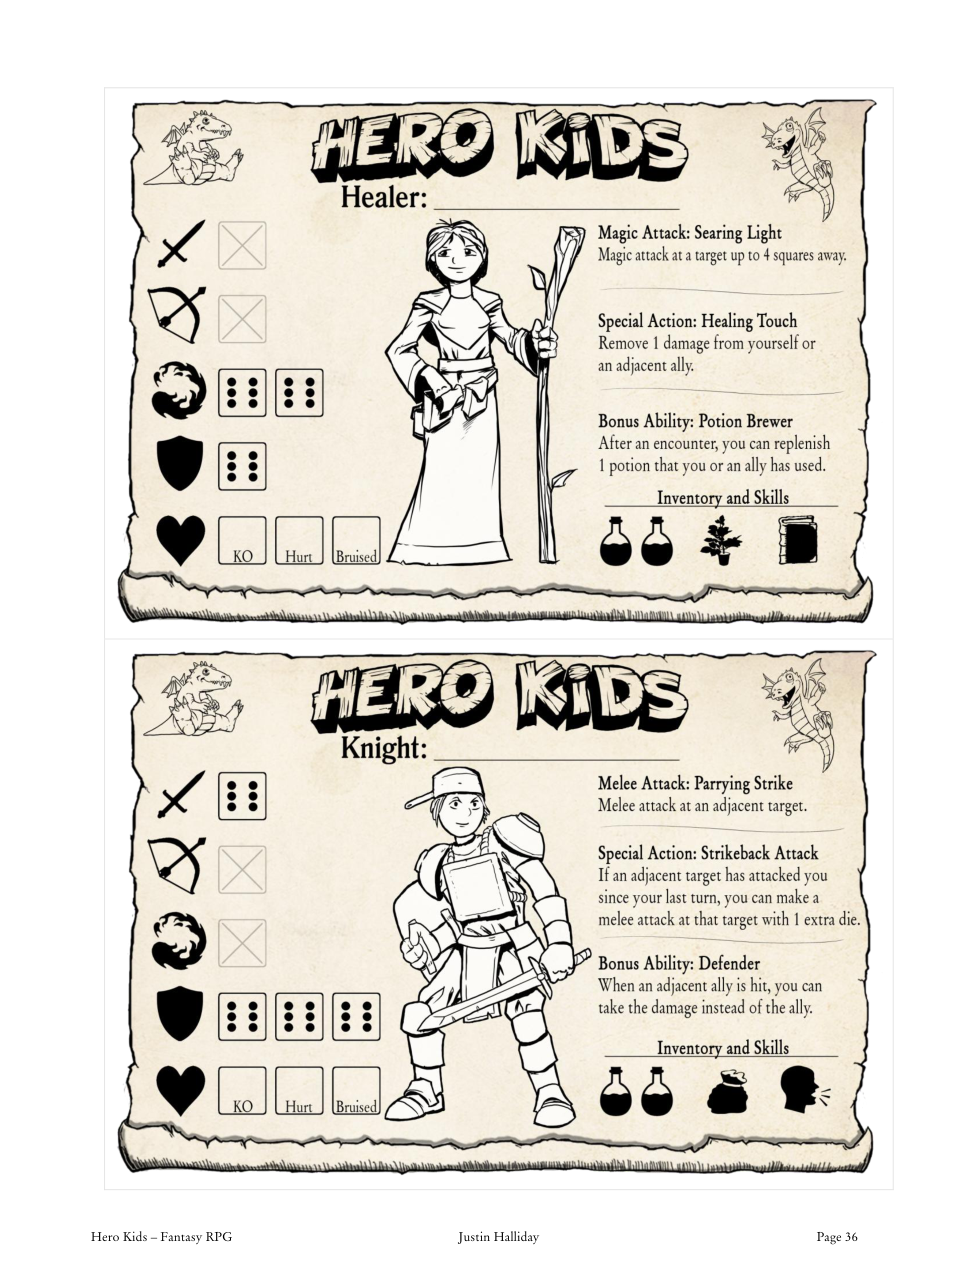 HERO KiDS
Healer:
Magic Attack: Searing Light
Magic attack at a target up to 4 squares away.
Special Action: Healing Touch
Remove 1 damage from yourself or
an adjacent ally.
Bonus Ability: Potion Brewer
After an encounter, you can replenish
1 potion that you or an ally has used.
Inventory and Skills
KO Hurt Bruised
HERO KiDS
Knight:
Melee Attack: Parrying Strike
Melee attack at an adjacent target.
Special Action: Strikeback Attack
If an adjacent target has attacked you
since your last turn, you can make a
melee attack at that target with 1 extra die.
Bonus Ability: Defender
When an adjacent ally is hit, you can
take the damage instead of the ally.
Inventory and Skills
KO Hurt Bruised
Hero Kids – Fantasy RPG Justin Halliday Page 36